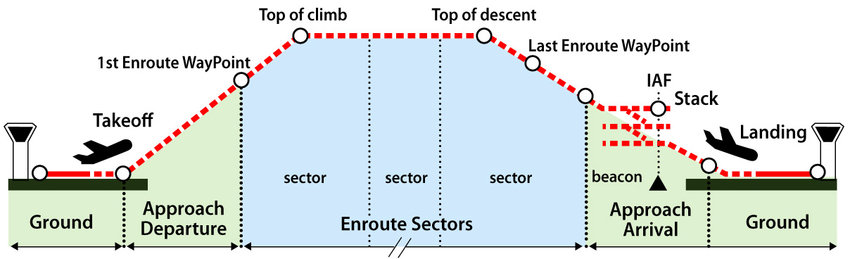 Top of climb
Top of descent
1st Enroute WayPoint
Last Enroute WayPoint
IAF
Stack
Takeoff
Landing
sector
sector
sector
beacon
Ground
Approach
Departure
Enroute Sectors
Approach
Arrival
Ground